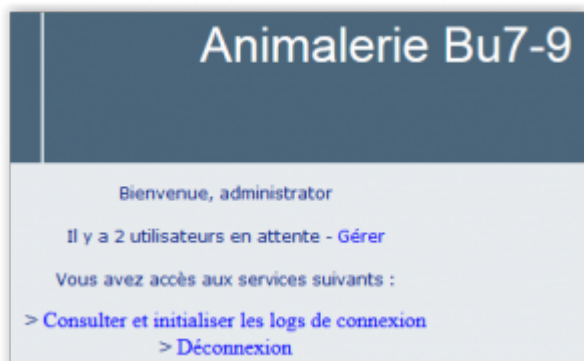 Animalerie Bu7-9
Bienvenue, administrator
Il y a 2 utilisateurs en attente - Gérer
Vous avez accès aux services suivants :
> Consulter et initialiser les logs de connexion
> Déconnexion